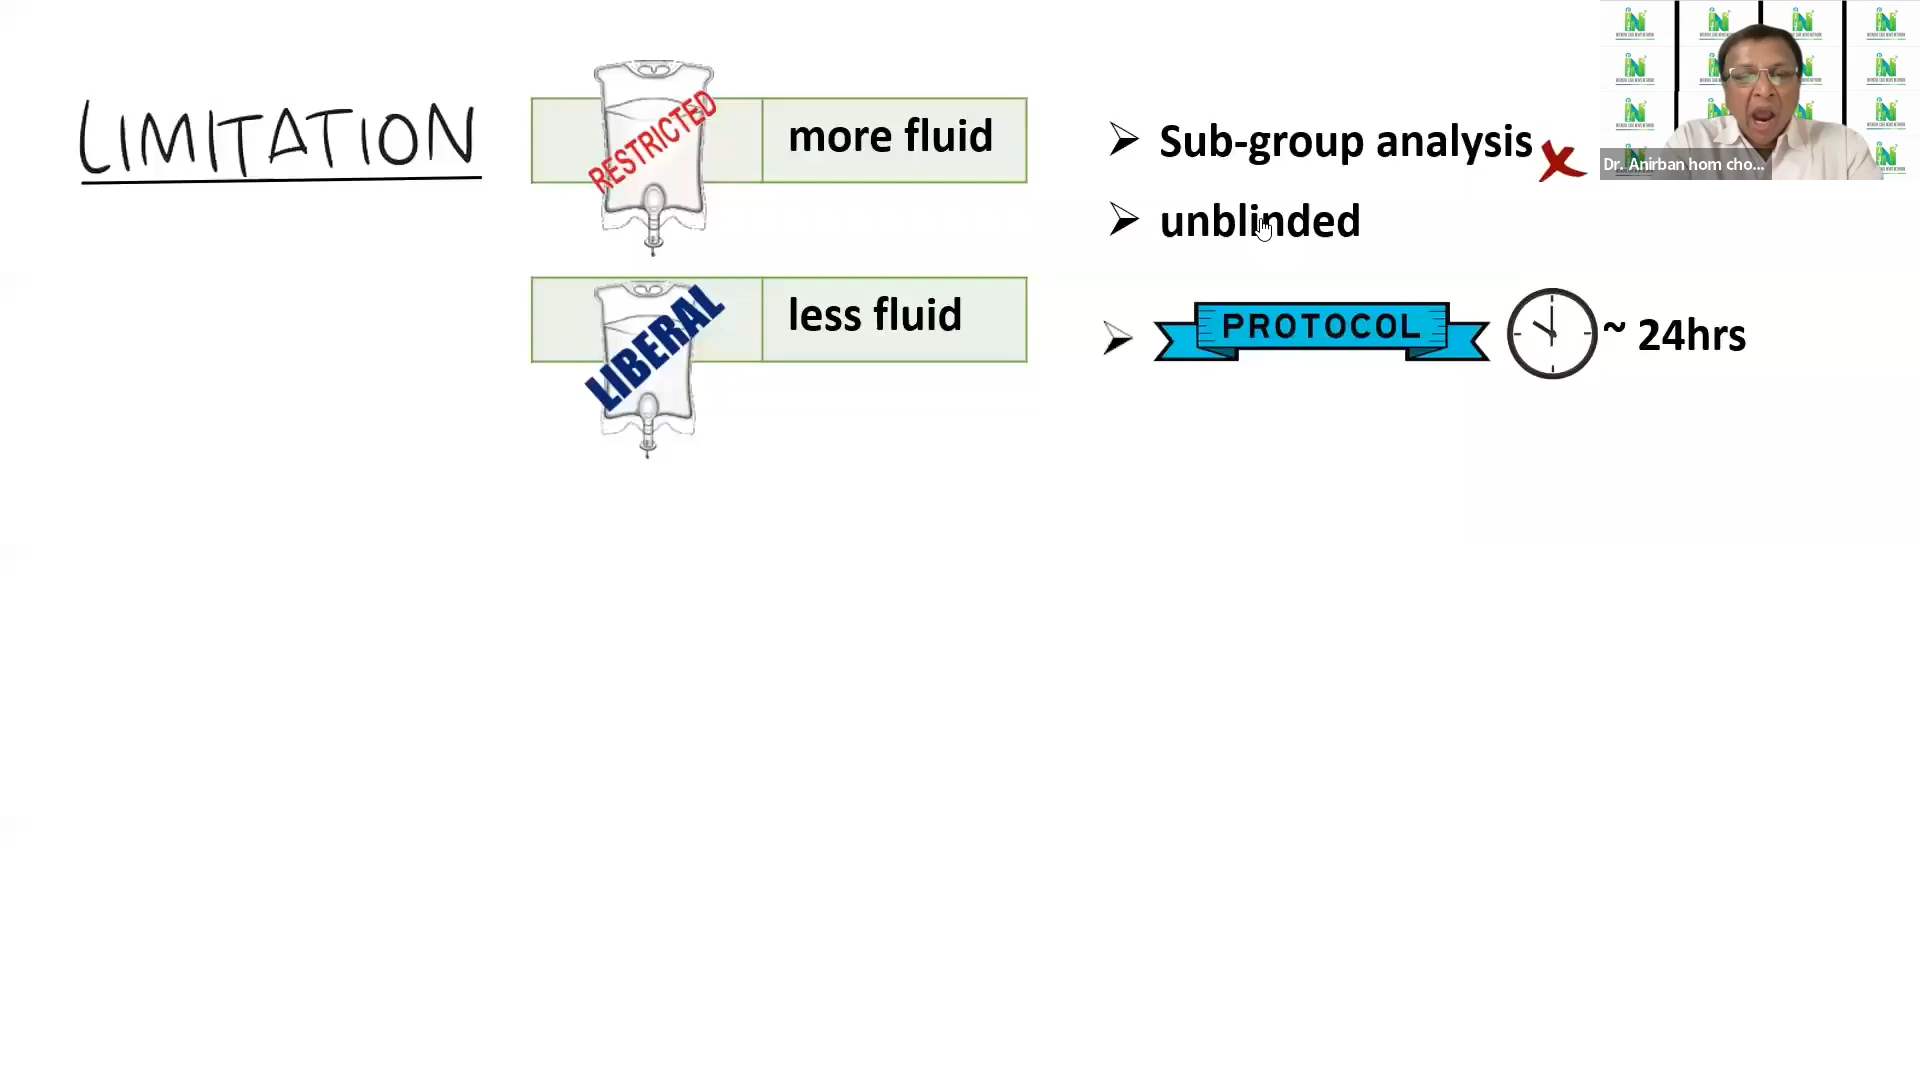 LIMITATION
RESTRICTED
more fluid
LIBERAL
less fluid
➢ Sub-group analysis
➢ unblinded
➢ PROTOCOL ~ 24hrs
Dr. Anirban hom cho...